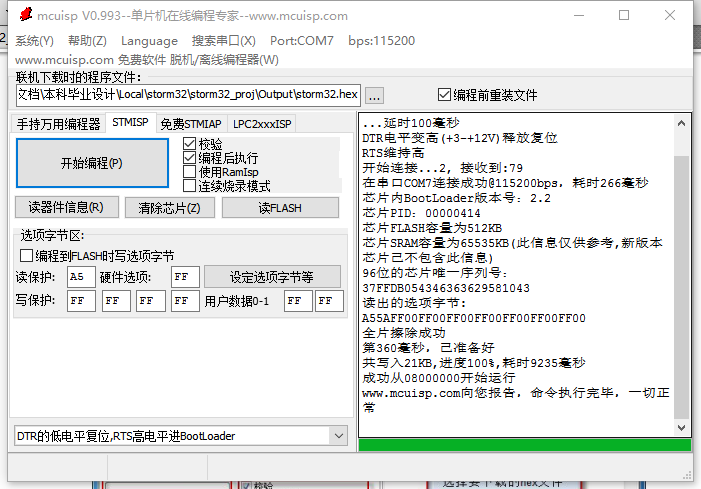 mcuisp V0.993--单片机在线编程专家--www.mcuisp.com
系统(Y) 帮助(Z) Language 搜索串口(X) Port:COM7 bps:115200
www.mcuisp.com 免费软件 脱机/离线编程器(W)
联机下载时的程序文件:
文档\本科毕业设计\Local\storm32\storm32_proj\Output\storm32.hex
...
编程前重装文件
手持万用编程器 STMISP 免费STMIAP LPC2xxxISP
开始编程(P)
校验
编程后执行
使用RamIsp
连续烧录模式
读器件信息(R) 清除芯片(Z) 读FLASH
选项字节区:
编程到FLASH时写选项字节
读保护: A5 硬件选项: FF 设定选项字节等
写保护: FF FF FF FF 用户数据0-1 FF FF
DTR的低电平复位,RTS高电平进BootLoader
...延时100毫秒
DTR电平变高(+3-+12V)释放复位
RTS维持高
开始连接...2, 接收到:79
在串口COM7连接成功@115200bps, 耗时266毫秒
芯片内BootLoader版本号: 2.2
芯片PID: 00000414
芯片FLASH容量为512KB
芯片SRAM容量为65535KB(此信息仅供参考,新版本
芯片已不包含此信息)
96位的芯片唯一序列号:
37FFDB054346363629581043
读出的选项字节:
A55AFF00FF00FF00FF00FF00FF00FF00
全片擦除成功
第360毫秒, 已准备好
共写入21KB,进度100%,耗时9235毫秒
成功从08000000开始运行
www.mcuisp.com向您报告, 命令执行完毕, 一切正
常
校验
选择要下载的hex文件